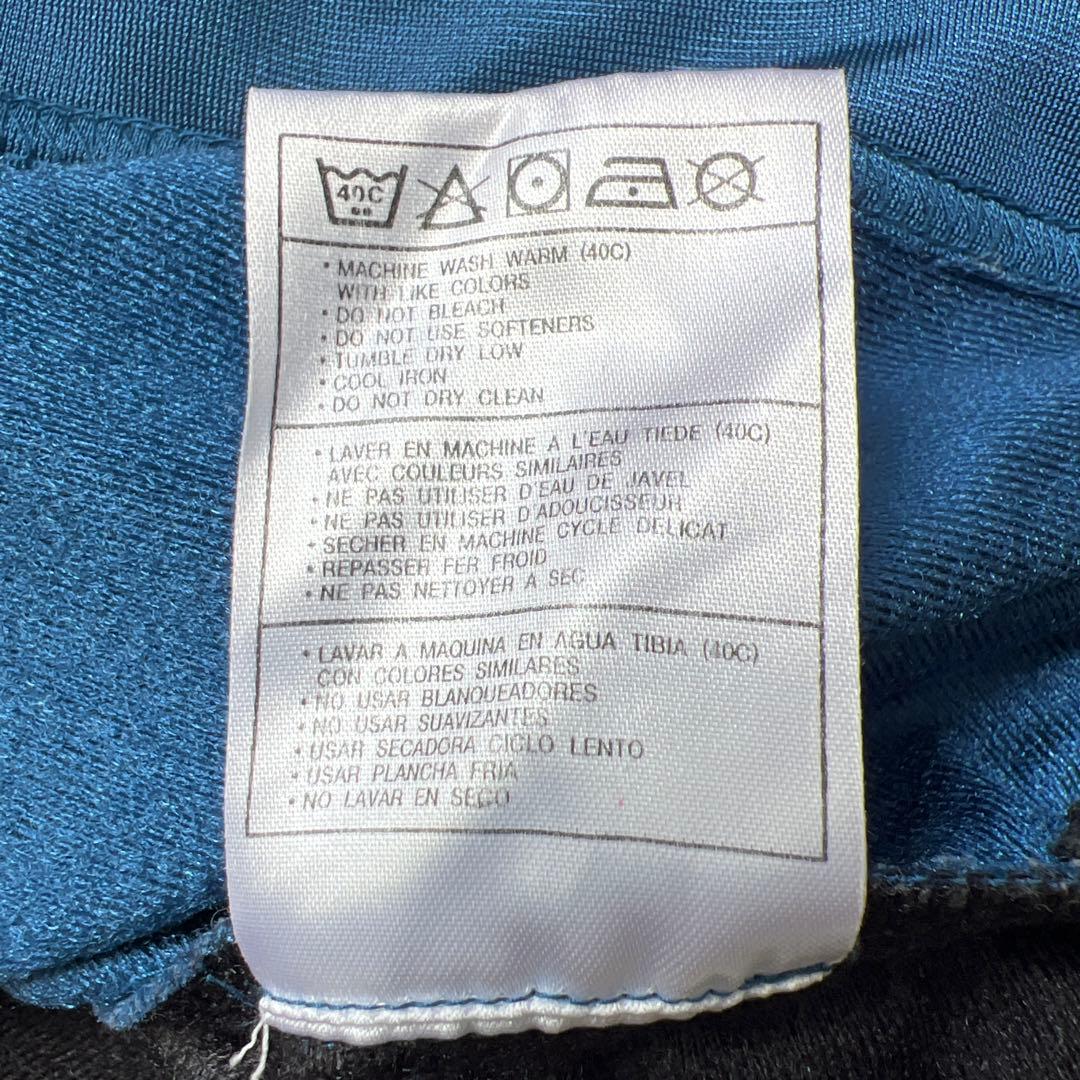 40C
• MACHINE WASH WARM (40C)
WITH LIKE COLORS
• DO NOT BLEACH
• DO NOT USE SOFTENERS
• TUMBLE DRY LOW
• COOL IRON
• DO NOT DRY CLEAN
• LAVER EN MACHINE A L'EAU TIEDE (40C)
AVEC COULEURS SIMILAIRES
• NE PAS UTILISER D'EAU DE JAVEL
• NE PAS UTILISER D'ADOUCISSEUR
• SECHER EN MACHINE CYCLE DELICAT
• REPASSER FER FROID
• NE PAS NETTOYER A SEC
• LAVAR A MAQUINA EN AGUA TIBIA (40C)
CON COLORES SIMILARES
• NO USAR BLANQUEADORES
• NO USAR SUAVIZANTES
• USAR SECADORA CICLO LENTO
• USAR PLANCHA FRIA
• NO LAVAR EN SECO